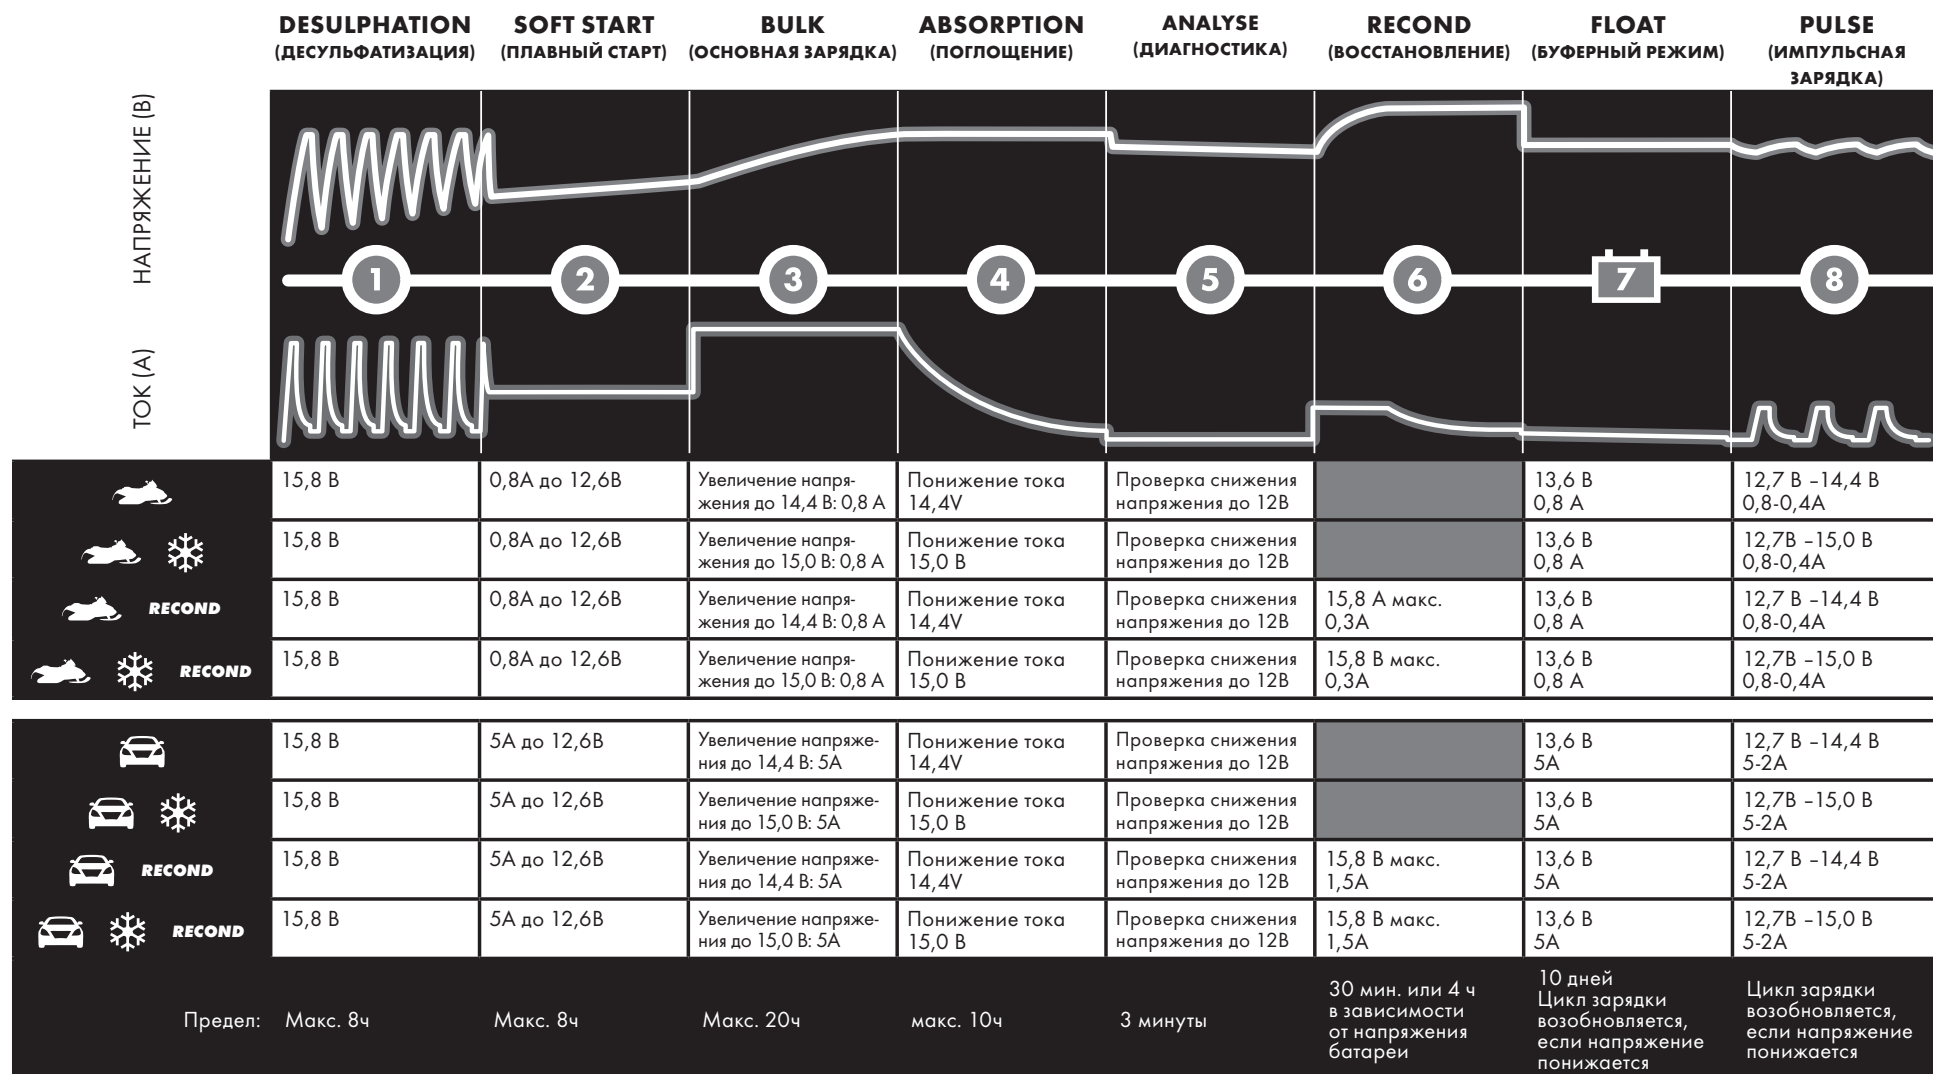 DESULPHATION
(ДЕСУЛЬФАТИЗАЦИЯ)
SOFT START
(ПЛАВНЫЙ СТАРТ)
BULK
(ОСНОВНАЯ ЗАРЯДКА)
ABSORPTION
(ПОГЛОЩЕНИЕ)
ANALYSE
(ДИАГНОСТИКА)
RECOND
(ВОССТАНОВЛЕНИЕ)
FLOAT
(БУФЕРНЫЙ РЕЖИМ)
PULSE
(ИМПУЛЬСНАЯ
ЗАРЯДКА)
НАПРЯЖЕНИЕ (В)
ТОК (А)
1
2
3
4
5
6
7
8
15,8 В
0,8А до 12,6В
Увеличение напря-
жения до 14,4 В: 0,8 А
Понижение тока
14,4V
Проверка снижения
напряжения до 12В
13,6 В
0,8 А
12,7 В –14,4 В
0,8-0,4А
15,8 В
0,8А до 12,6В
Увеличение напря-
жения до 15,0 В: 0,8 А
Понижение тока
15,0 В
Проверка снижения
напряжения до 12В
13,6 В
0,8 А
12,7В –15,0 В
0,8-0,4А
RECOND
15,8 В
0,8А до 12,6В
Увеличение напря-
жения до 14,4 В: 0,8 А
Понижение тока
14,4V
Проверка снижения
напряжения до 12В
15,8 А макс.
0,3А
13,6 В
0,8 А
12,7 В –14,4 В
0,8-0,4А
RECOND
15,8 В
0,8А до 12,6В
Увеличение напря-
жения до 15,0 В: 0,8 А
Понижение тока
15,0 В
Проверка снижения
напряжения до 12В
15,8 В макс.
0,3А
13,6 В
0,8 А
12,7В –15,0 В
0,8-0,4А
15,8 В
5А до 12,6В
Увеличение напряже-
ния до 14,4 В: 5А
Понижение тока
14,4V
Проверка снижения
напряжения до 12В
13,6 В
5А
12,7 В –14,4 В
5-2А
15,8 В
5А до 12,6В
Увеличение напряже-
ния до 15,0 В: 5А
Понижение тока
15,0 В
Проверка снижения
напряжения до 12В
13,6 В
5А
12,7В –15,0 В
5-2А
RECOND
15,8 В
5А до 12,6В
Увеличение напряже-
ния до 14,4 В: 5А
Понижение тока
14,4V
Проверка снижения
напряжения до 12В
15,8 В макс.
1,5А
13,6 В
5А
12,7 В –14,4 В
5-2А
RECOND
15,8 В
5А до 12,6В
Увеличение напряже-
ния до 15,0 В: 5А
Понижение тока
15,0 В
Проверка снижения
напряжения до 12В
15,8 В макс.
1,5А
13,6 В
5А
12,7В –15,0 В
5-2А
Предел:
Макс. 8ч
Макс. 8ч
Макс. 20ч
макс. 10ч
3 минуты
30 мин. или 4 ч
в зависимости
от напряжения
батареи
10 дней
Цикл зарядки
возобновляется,
если напряжение
понижается
Цикл зарядки
возобновляется,
если напряжение
понижается